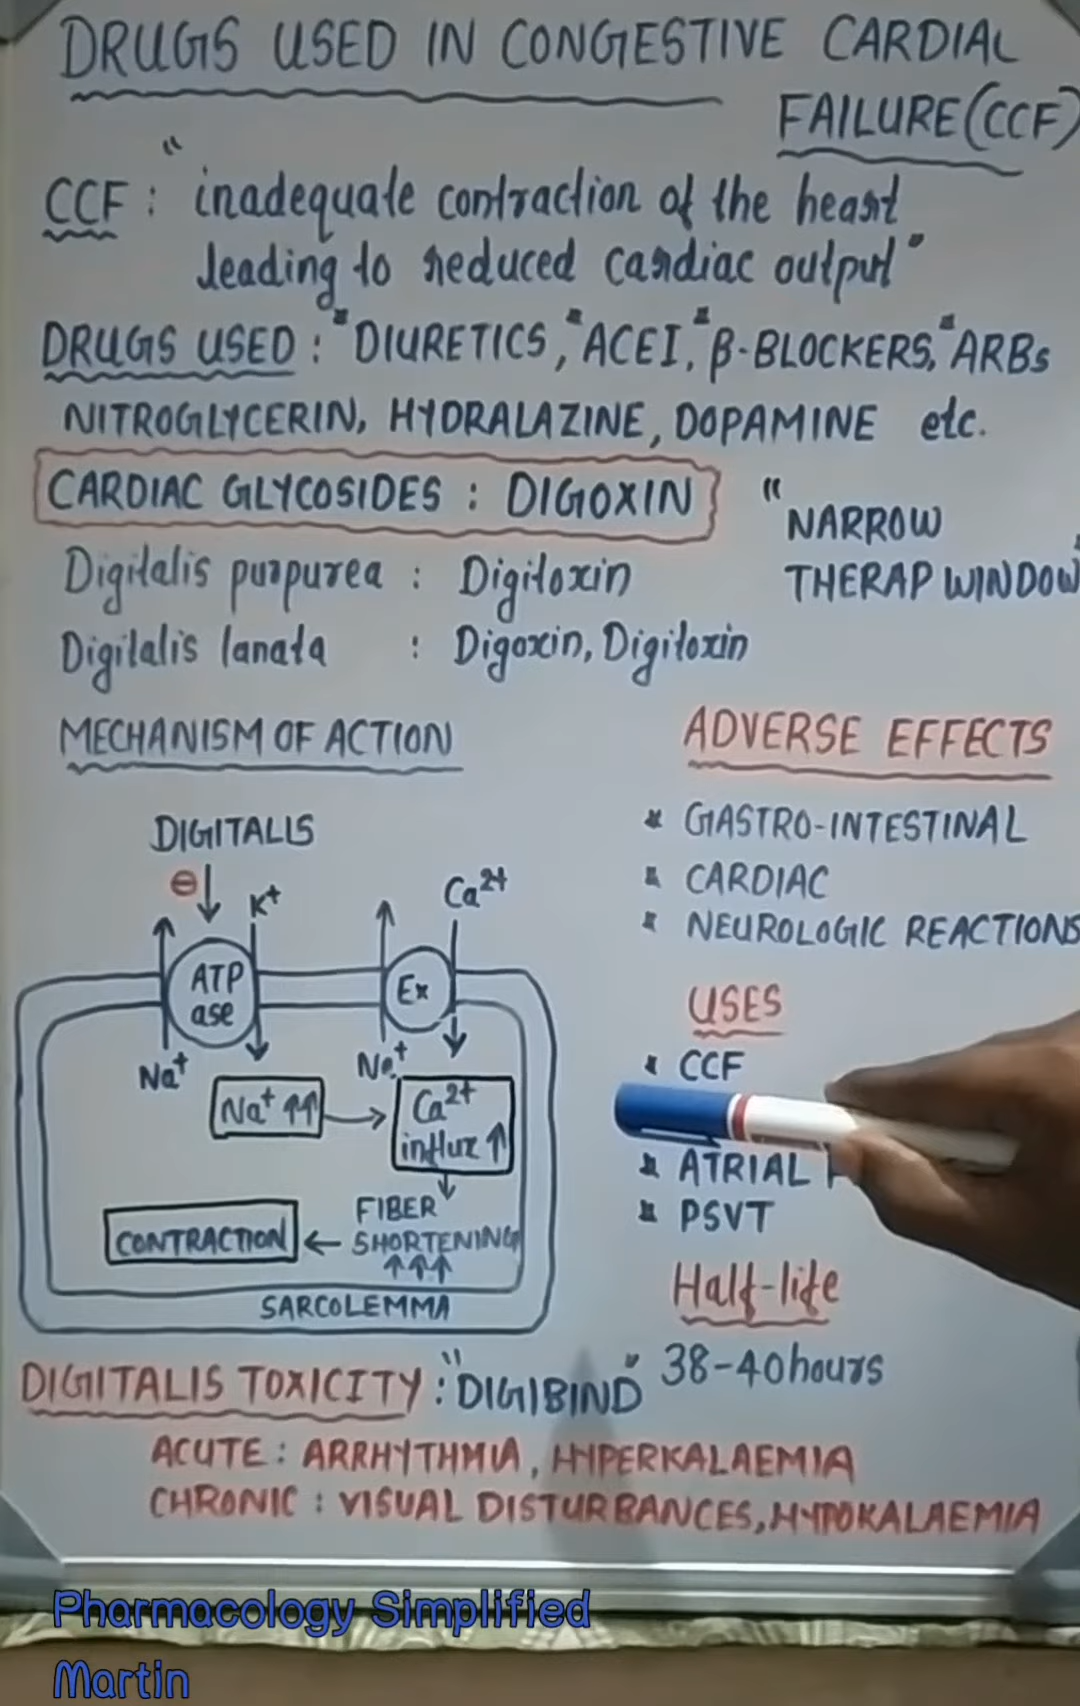 DRUGS USED IN CONGESTIVE CARDIAL
FAILURE (CCF)
CCF : "inadequate contraction of the heart
leading to reduced cardiac output"
DRUGS USED : *DIURETICS, *ACEI, *β-BLOCKERS, *ARBs
NITROGLYCERIN, HYDRALAZINE, DOPAMINE etc.
CARDIAC GLYCOSIDES : DIGOXIN
"NARROW
THERAP WINDOW"
Digitalis purpurea : Digitoxin
Digitalis lanata : Digoxin, Digitoxin
MECHANISM OF ACTION
DIGITALIS
⊖↓
K+
Ca2+
ATP
ase
Ex
Na+
Na+
Na+ ↑↑ →
Ca2+
influx ↑
FIBER
SHORTENING
↑↑↑
CONTRACTION ←
SARCOLEMMA
ADVERSE EFFECTS
* GASTRO-INTESTINAL
* CARDIAC
* NEUROLOGIC REACTIONS
USES
* CCF
* ATRIAL
* PSVT
Half-life
38-40hours
DIGITALIS TOXICITY : "DIGIBIND"
ACUTE : ARRHYTHMIA, HYPERKALAEMIA
CHRONIC : VISUAL DISTURBANCES, HYPOKALAEMIA
Pharmacology Simplified
Martin